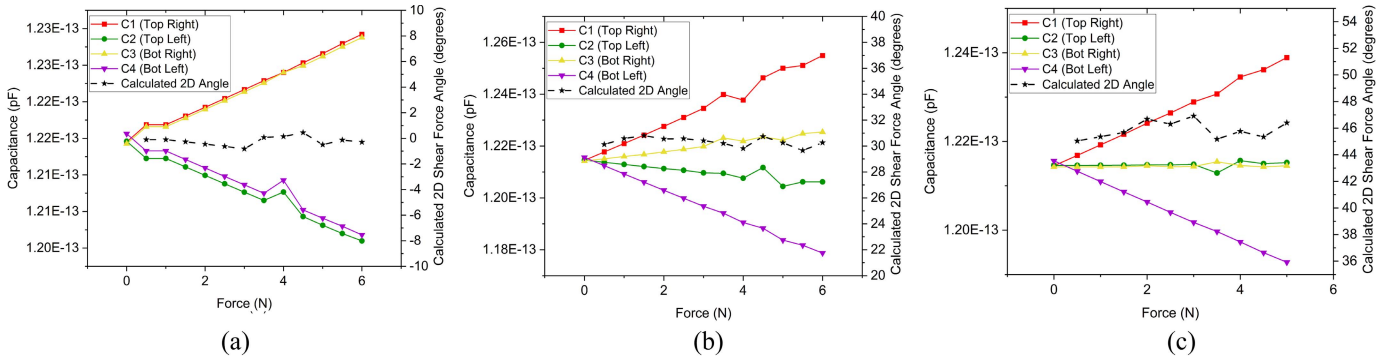 C1 (Top Right)
C2 (Top Left)
C3 (Bot Right)
C4 (Bot Left)
Calculated 2D Angle
1.23E-13
1.23E-13
1.22E-13
1.22E-13
1.21E-13
1.21E-13
1.20E-13
Capacitance (pF)
0 2 4 6
Force (N)
10
8
6
4
2
0
-2
-4
-6
-8
-10
Calculated 2D Shear Force Angle (degrees)
(a)
C1 (Top Right)
C2 (Top Left)
C3 (Bot Right)
C4 (Bot Left)
Calculated 2D Angle
1.26E-13
1.24E-13
1.22E-13
1.20E-13
1.18E-13
Capacitance (pF)
0 1 2 3 4 5 6
Force (N)
40
38
36
34
32
30
28
26
24
22
20
Calculated 2D Shear Force Angle (degrees)
(b)
C1 (Top Right)
C2 (Top Left)
C3 (Bot Right)
C4 (Bot Left)
Calculated 2D Angle
1.24E-13
1.22E-13
1.20E-13
Capacitance (pF)
0 2 4 6
Force (N)
54
52
50
48
46
44
42
40
38
36
Calculated 2D Shear Force Angle (degrees)
(c)